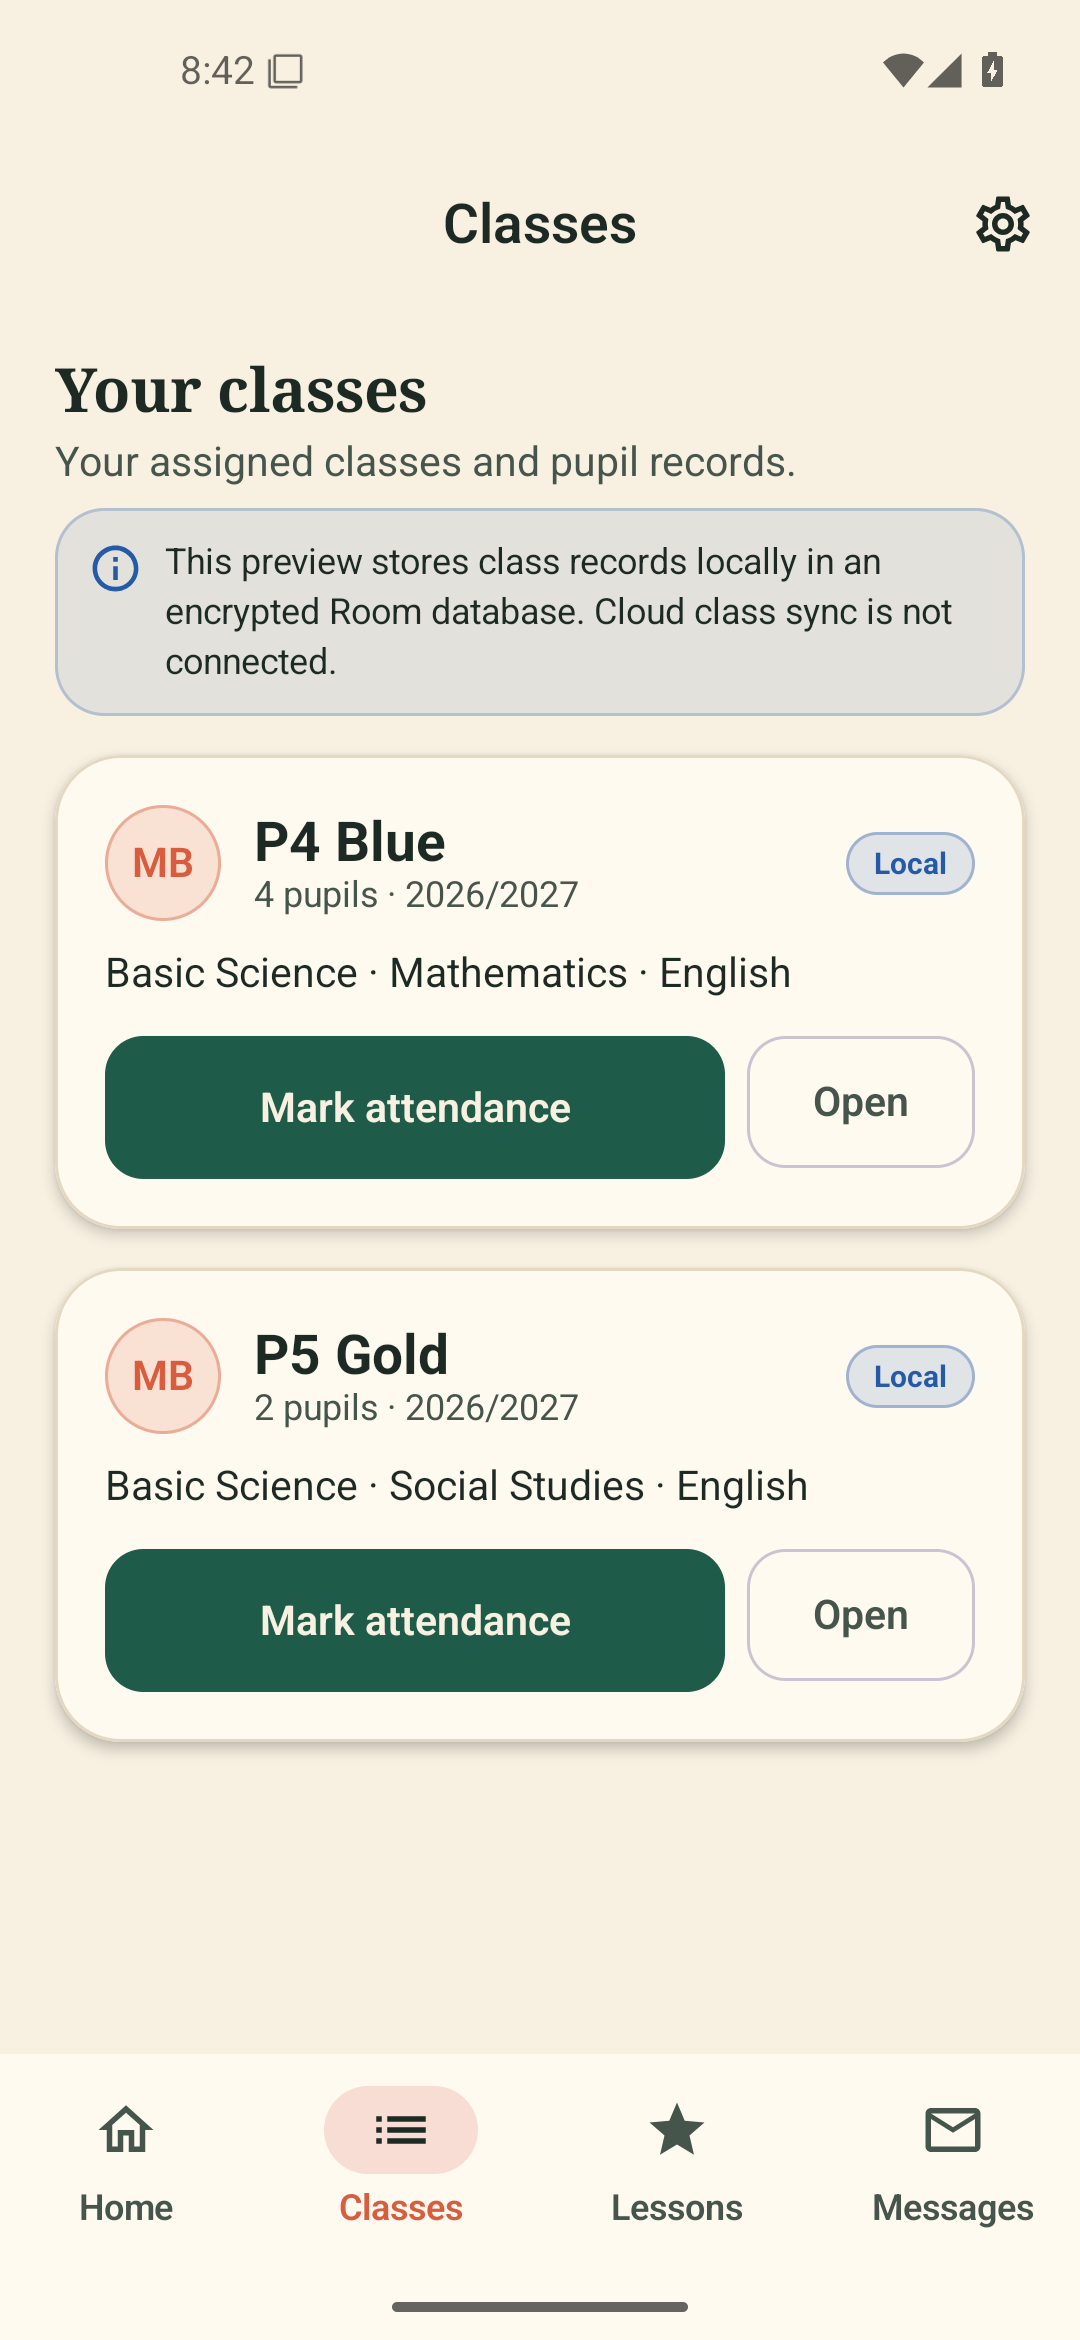 8:42
Classes
Your classes
Your assigned classes and pupil records.
This preview stores class records locally in an
encrypted Room database. Cloud class sync is not
connected.
MB
P4 Blue
4 pupils · 2026/2027
Local
Basic Science · Mathematics · English
Mark attendance
Open
MB
P5 Gold
2 pupils · 2026/2027
Local
Basic Science · Social Studies · English
Mark attendance
Open
Home
Classes
Lessons
Messages